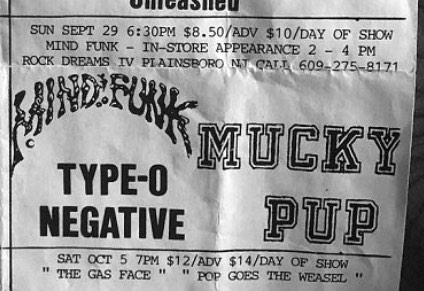 Unleashed
SUN SEPT 29 6:30PM $8.50/ADV $10/DAY OF SHOW
MIND FUNK - IN-STORE APPEARANCE 2 - 4 PM
ROCK DREAMS IV PLAINSBORO NJ CALL 609-275-8171
MIND FUNK
MUCKY
PUP
TYPE-O
NEGATIVE
SAT OCT 5 7PM $12/ADV $14/DAY OF SHOW
" THE GAS FACE " " POP GOES THE WEASEL "